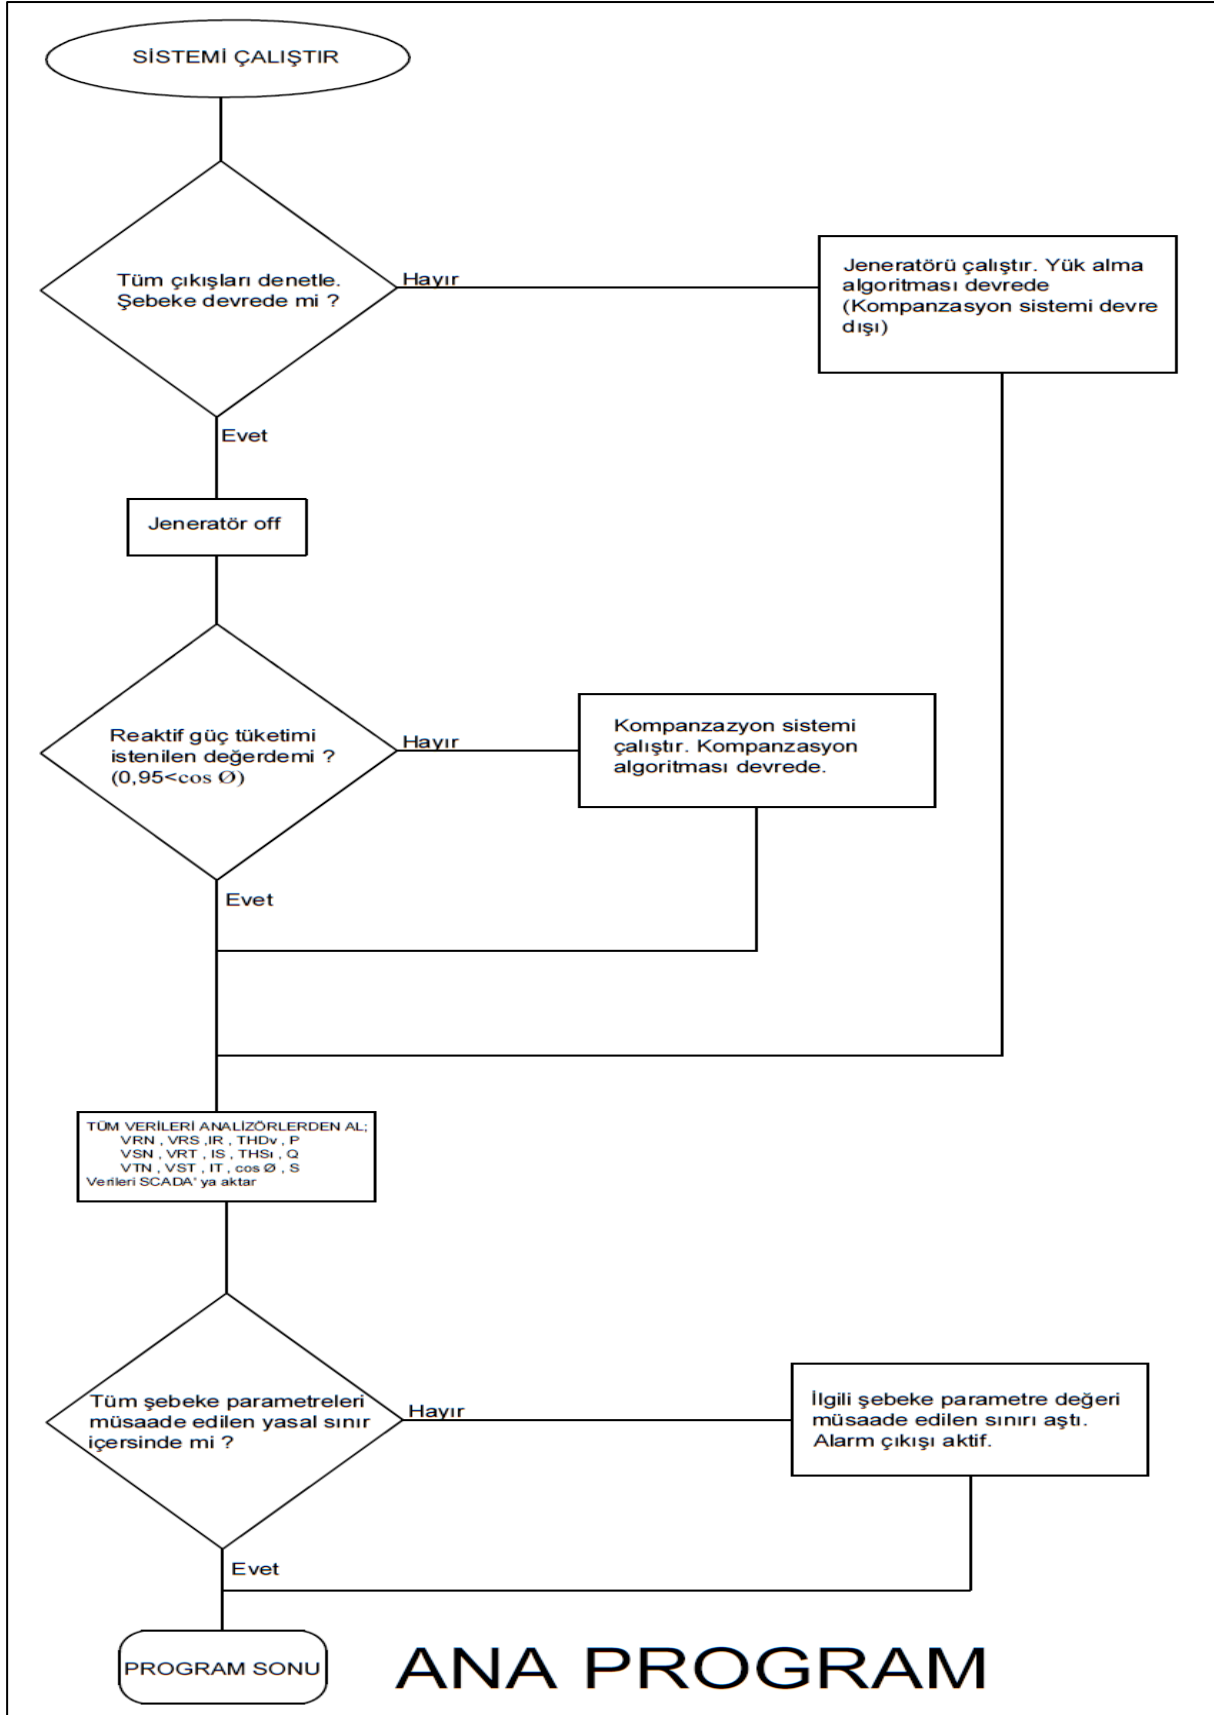 SİSTEMİ ÇALIŞTIR
Tüm çıkışları denetle.
Şebeke devrede mi ?
Hayır
Jeneratörü çalıştır. Yük alma
algoritması devrede
(Kompanzasyon sistemi devre
dışı)
Evet
Jeneratör off
Reaktif güç tüketimi
istenilen değerdemi ?
(0,95<cos Ø)
Hayır
Kompanzazyon sistemi
çalıştır. Kompanzasyon
algoritması devrede.
Evet
TÜM VERİLERİ ANALİZÖRLERDEN AL;
VRN , VRS ,IR , THDv , P
VSN , VRT , IS , THSı , Q
VTN , VST , IT , cos Ø , S
Verileri SCADA' ya aktar
Tüm şebeke parametreleri
müsaade edilen yasal sınır
içersinde mi ?
Hayır
İlgili şebeke parametre değeri
müsaade edilen sınırı aştı.
Alarm çıkışı aktif.
Evet
PROGRAM SONU
ANA PROGRAM